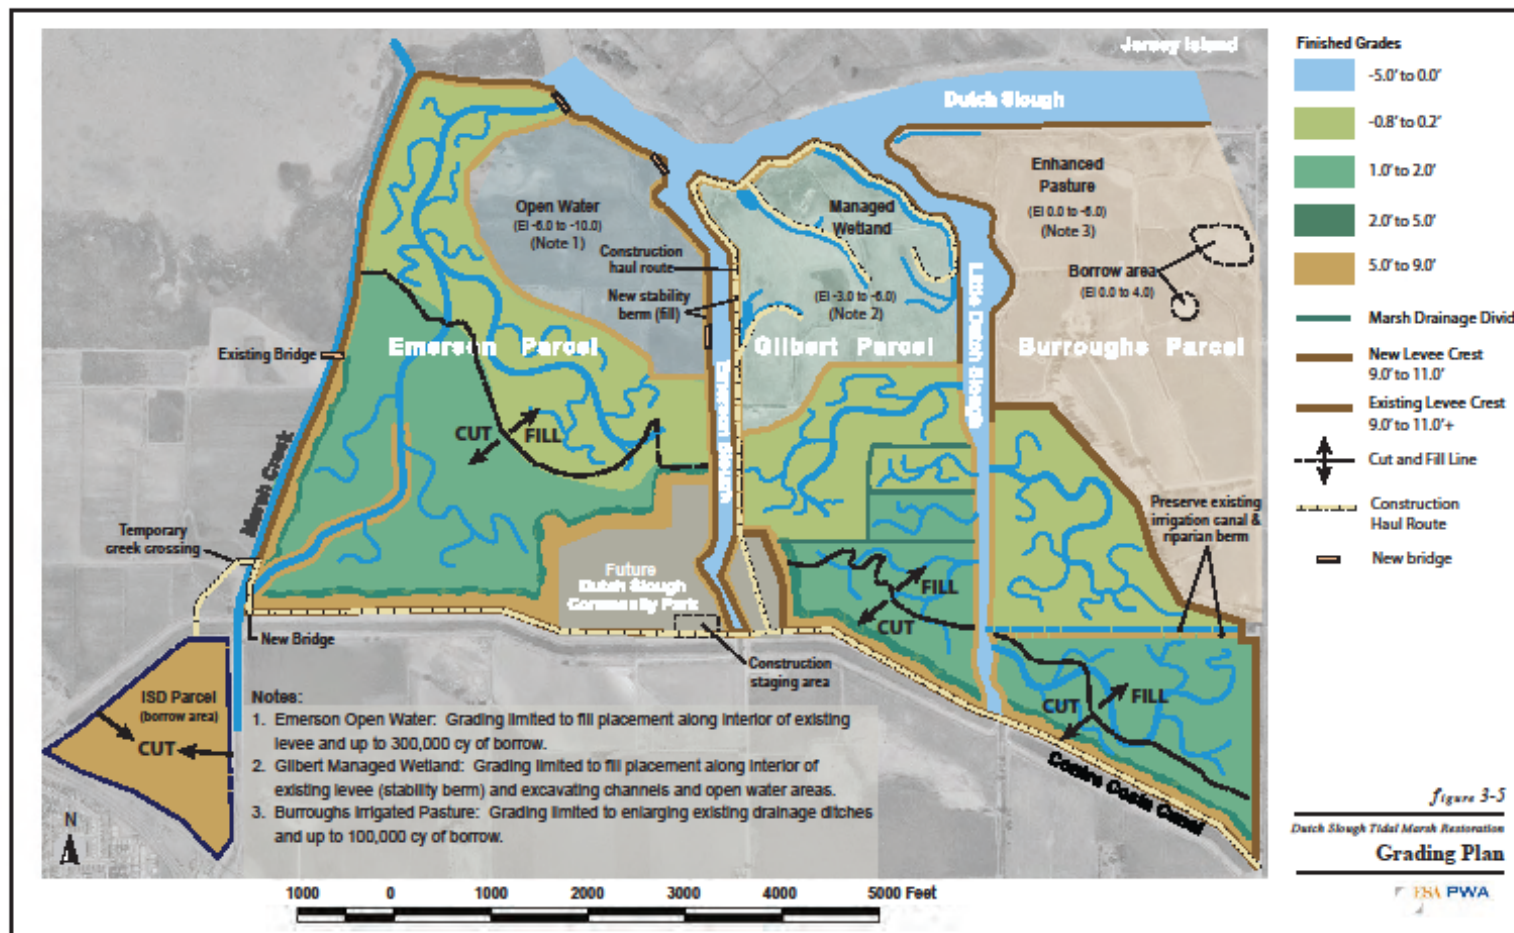 Jersey Island
Dutch Slough
Enhanced
Pasture
(El 0.0 to -6.0)
(Note 3)
Open Water
(El -6.0 to -10.0)
(Note 1)
Managed
Wetland
Construction
haul route
New stability
berm (fill)
(El -3.0 to -6.0)
(Note 2)
Borrow area
(El 0.0 to 4.0)
Existing Bridge
Emerson Parcel
Gilbert Parcel
Burroughs Parcel
Little Dutch Slough
Emerson Slough
Marsh Creek
CUT
FILL
Temporary
creek crossing
Preserve existing
irrigation canal &
riparian berm
Future
Dutch Slough
Community Park
FILL
CUT
New Bridge
Construction
staging area
ISD Parcel
(borrow area)
CUT
CUT
FILL
Contra Costa Canal
Notes:
1. Emerson Open Water: Grading limited to fill placement along interior of existing
levee and up to 300,000 cy of borrow.
2. Gilbert Managed Wetland: Grading limited to fill placement along interior of
existing levee (stability berm) and excavating channels and open water areas.
3. Burroughs Irrigated Pasture: Grading limited to enlarging existing drainage ditches
and up to 100,000 cy of borrow.
N
1000 0 1000 2000 3000 4000 5000 Feet
Finished Grades
-5.0' to 0.0'
-0.8' to 0.2'
1.0' to 2.0'
2.0' to 5.0'
5.0' to 9.0'
Marsh Drainage Divid
New Levee Crest
9.0' to 11.0'
Existing Levee Crest
9.0' to 11.0'+
Cut and Fill Line
Construction
Haul Route
New bridge
figure 3-5
Dutch Slough Tidal Marsh Restoration
Grading Plan
ESA PWA